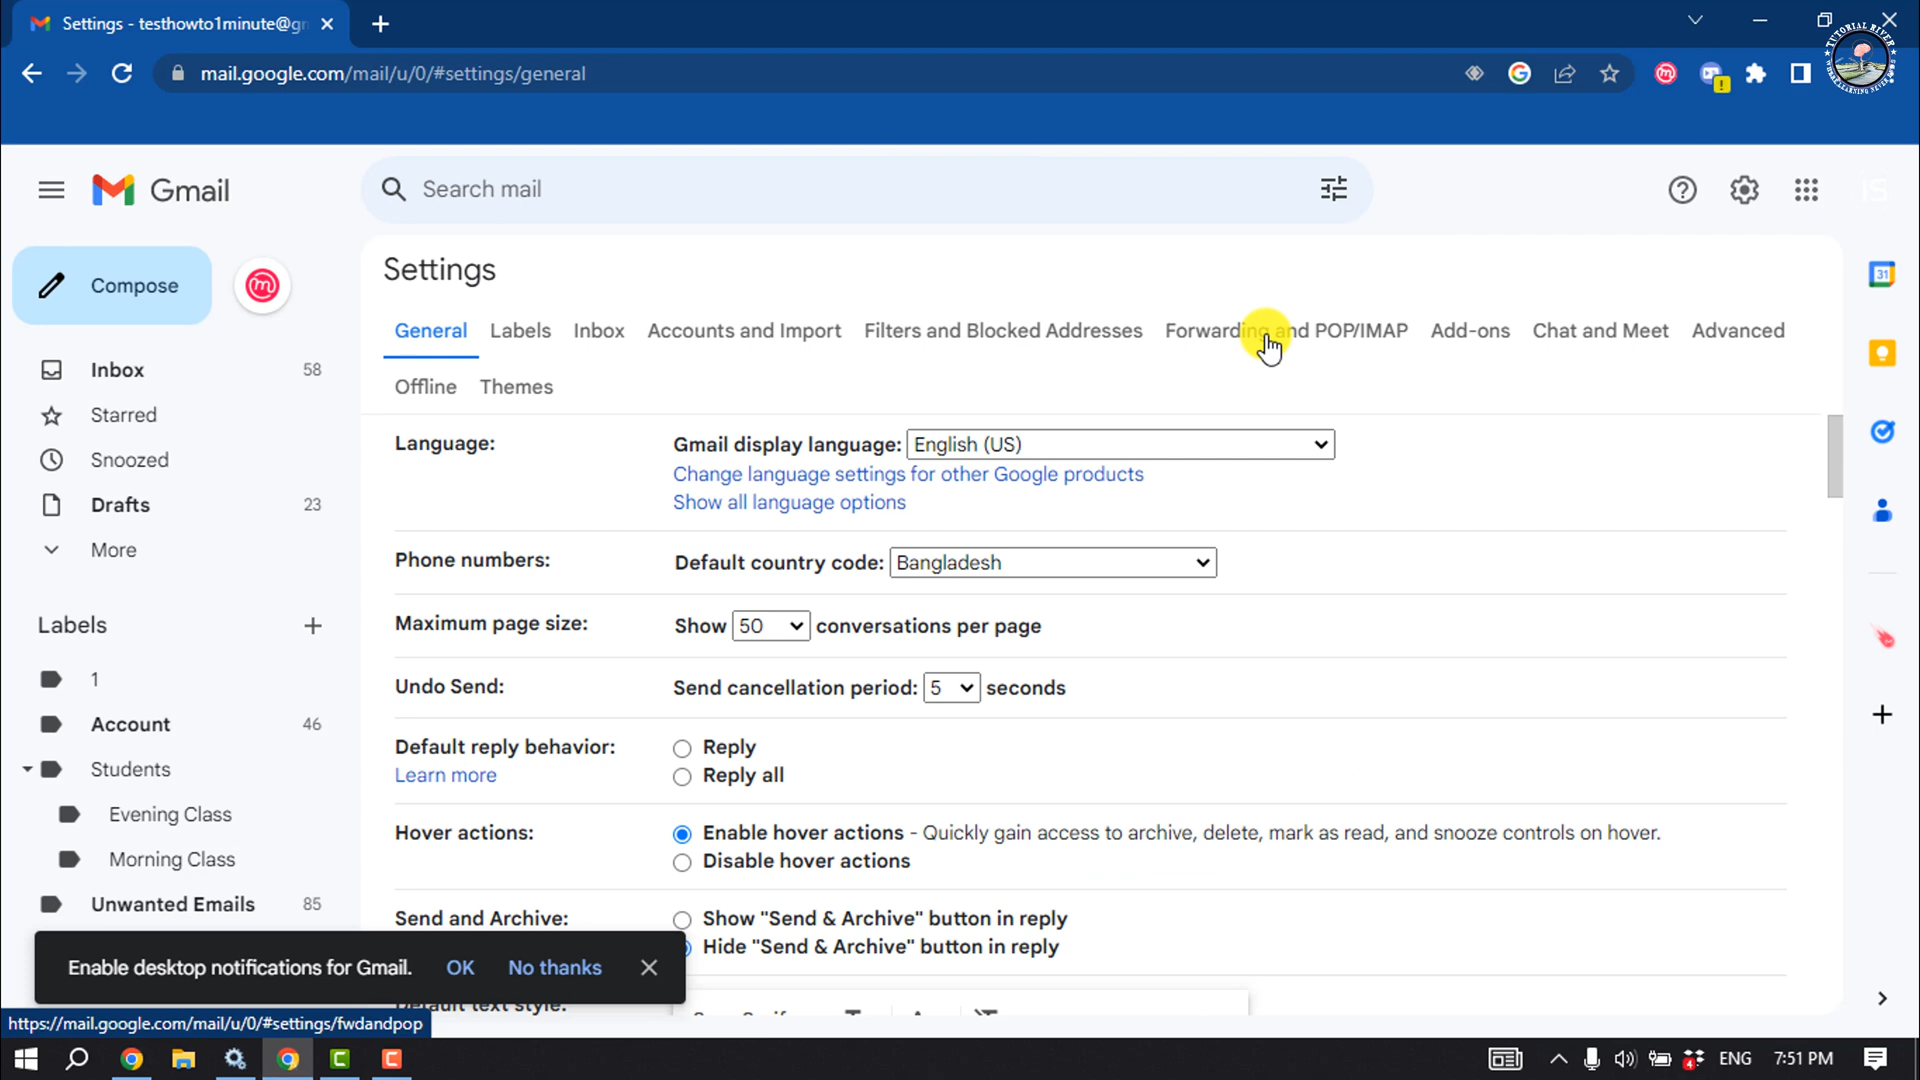 Settings - testhowto1minute@gr
mail.google.com/mail/u/0/#settings/general
TUTORIAL RIVER
Gmail
Search mail
Compose
Inbox 58
Starred
Snoozed
Drafts 23
More
Labels
1
Account 46
Students
Evening Class
Morning Class
Unwanted Emails 85
Settings
General Labels Inbox Accounts and Import Filters and Blocked Addresses Forwarding and POP/IMAP Add-ons Chat and Meet Advanced
Offline Themes
Language: Gmail display language: English (US)
Change language settings for other Google products
Show all language options
Phone numbers: Default country code: Bangladesh
Maximum page size: Show 50 conversations per page
Undo Send: Send cancellation period: 5 seconds
Default reply behavior: Reply
Learn more Reply all
Hover actions: Enable hover actions - Quickly gain access to archive, delete, mark as read, and snooze controls on hover.
Disable hover actions
Send and Archive: Show "Send & Archive" button in reply
Hide "Send & Archive" button in reply
Default text style:
Enable desktop notifications for Gmail. OK No thanks
https://mail.google.com/mail/u/0/#settings/fwdandpop
31
ENG 7:51 PM